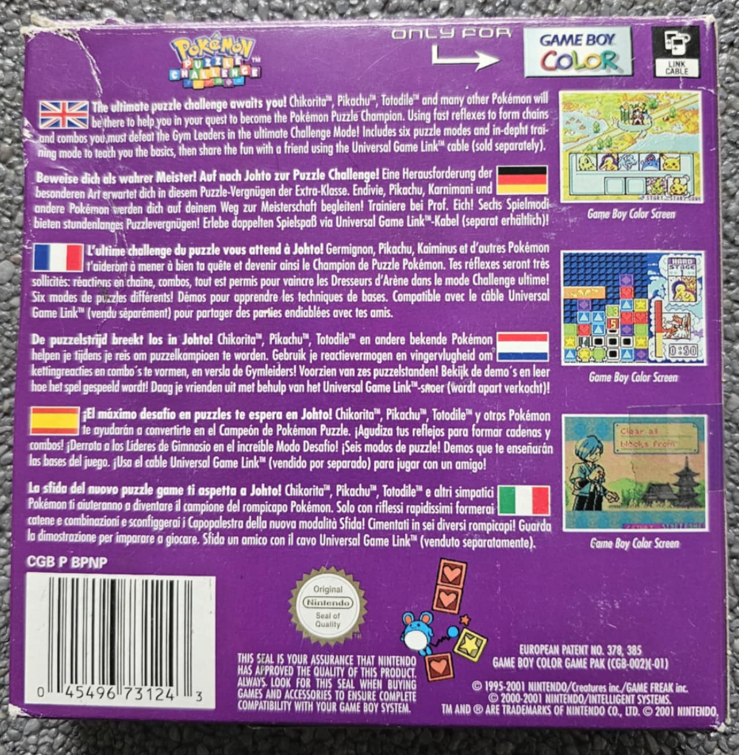 POKéMON™
PUZZLE
CHALLENGE
ONLY FOR
GAME BOY
COLOR
LINK
CABLE
The ultimate puzzle challenge awaits you! Chikorita™, Pikachu™, Totodile™ and many other Pokémon will
be there to help you in your quest to become the Pokémon Puzzle Champion. Using fast reflexes to form chains
and combos you must defeat the Gym Leaders in the ultimate Challenge Mode! Includes six puzzle modes and in-depht trai-
ning mode to teach you the basics, then share the fun with a friend using the Universal Game Link™ cable (sold separately).
Beweise dich als wahrer Meister! Auf nach Johto zur Puzzle Challenge! Eine Herausforderung der
besonderen Art erwartet dich in diesem Puzzle-Vergnügen der Extra-Klasse. Endivie, Pikachu, Karnimani und
andere Pokémon werden dich auf deinem Weg zur Meisterschaft begleiten! Trainiere bei Prof. Eich! Sechs Spielmodi
bieten stundenlanges Puzzlevergnügen! Erlebe doppelten Spielspaß via Universal Game Link™-Kabel (separat erhältlich)!
Game Boy Color Screen
L'ultime challenge du puzzle vous attend à Johto! Germignon, Pikachu, Kaiminus et d'autres Pokémon
t'aideront à mener à bien ta quête et devenir ainsi le Champion de Puzzle Pokémon. Tes réflexes seront très
sollicités: réactions en chaîne, combos, tout est permis pour vaincre les Dresseurs d'Arène dans le mode Challenge ultime!
Six modes de puzzles différents! Démos pour apprendre les techniques de bases. Compatible avec le câble Universal
Game Link™ (vendu séparément) pour partager des parties endiablées avec tes amis.
HARD
STAGE
0:50
De puzzelstrijd breekt los in Johto! Chikorita™, Pikachu™, Totodile™ en andere bekende Pokémon
helpen je tijdens je reis om puzzelkampioen te worden. Gebruik je reactievermogen en vingervlugheid om
kettingreacties en combo's te vormen, en versla de Gymleiders! Voorzien van zes puzzelstanden! Bekijk de demo's en leer
hoe het spel gespeeld wordt! Daag je vrienden uit met behulp van het Universal Game Link™-snoer (wordt apart verkocht)!
Game Boy Color Screen
¡El máximo desafio en puzzles te espera en Johto! Chikorita™, Pikachu™, Totodile™ y otros Pokémon
te ayudarán a convertirte en el Campeón de Pokémon Puzzle. ¡Agudiza tus reflejos para formar cadenas y
combos! ¡Derrota a los Lideres de Gimnasio en el increíble Modo Desafio! ¡Seis modos de puzzle! Demos que te enseñarán
las bases del juego. ¡Usa el cable Universal Game Link™ (vendido por separado) para jugar con un amigo!
Clear all
blocks from
La sfida del nuovo puzzle game ti aspetta a Johto! Chikorita™, Pikachu™, Totodile™ e altri simpatici
Pokémon ti aiuteranno a diventare il campione del rompicapo Pokémon. Solo con riflessi rapidissimi formerai
catene e combinazioni e sconfiggerai i Capopalestra della nuova modalità Sfida! Cimentati in sei diversi rompicapi! Guarda
la dimostrazione per imparare a giocare. Sfida un amico con il cavo Universal Game Link™ (venduto separatamente).
Game Boy Color Screen
CGB P BPNP
0 45496 73124 3
Original
Nintendo
Seal of
Quality
TM
THIS SEAL IS YOUR ASSURANCE THAT NINTENDO
HAS APPROVED THE QUALITY OF THIS PRODUCT.
ALWAYS LOOK FOR THIS SEAL WHEN BUYING
GAMES AND ACCESSORIES TO ENSURE COMPLETE
COMPATIBILITY WITH YOUR GAME BOY SYSTEM.
EUROPEAN PATENT NO. 378, 385
GAME BOY COLOR GAME PAK (CGB-002)(-01)
© 1995-2001 NINTENDO/Creatures inc./GAME FREAK inc.
© 2000-2001 NINTENDO/INTELLIGENT SYSTEMS.
TM AND ® ARE TRADEMARKS OF NINTENDO CO., LTD. © 2001 NINTENDO.